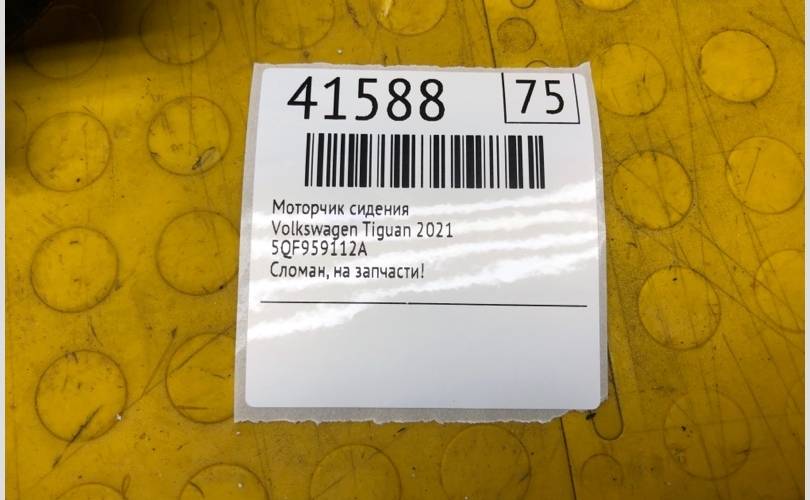 41588
75
Моторчик сидения
Volkswagen Tiguan 2021
5QF959112A
Сломан, на запчасти!